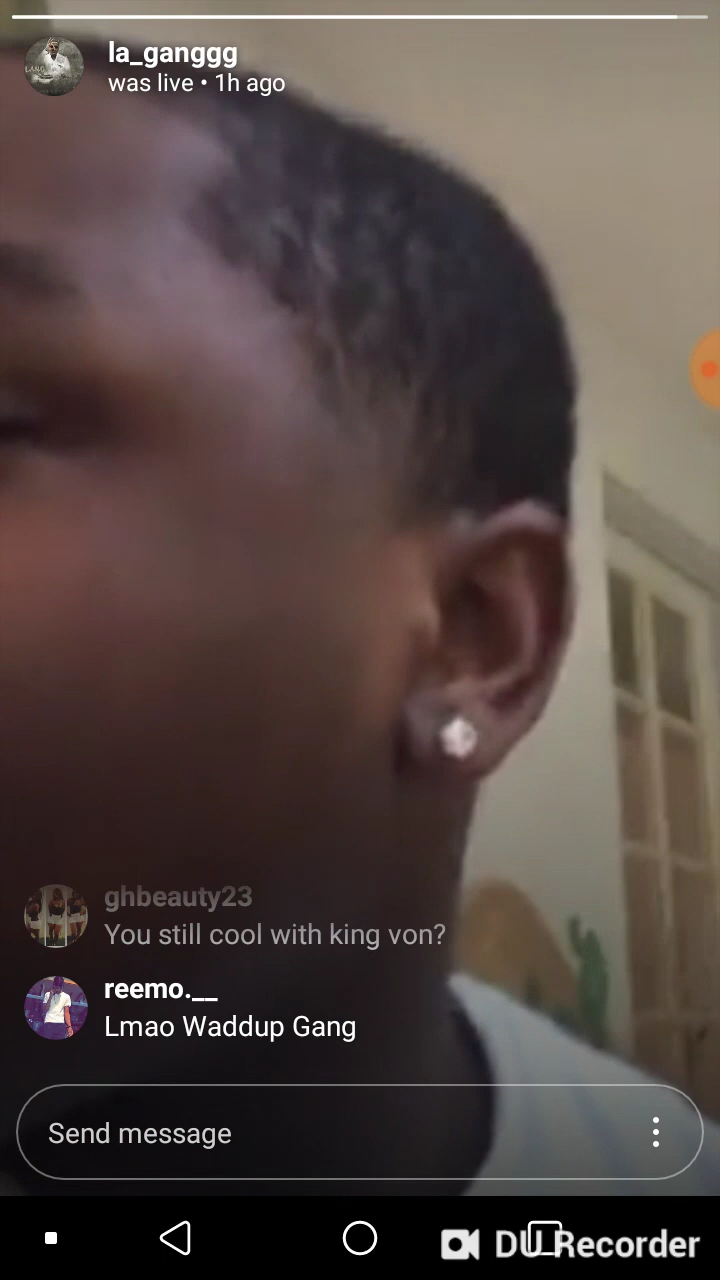 la_ganggg
was live • 1h ago
ghbeauty23
You still cool with king von?
reemo.__
Lmao Waddup Gang
Send message
DU Recorder